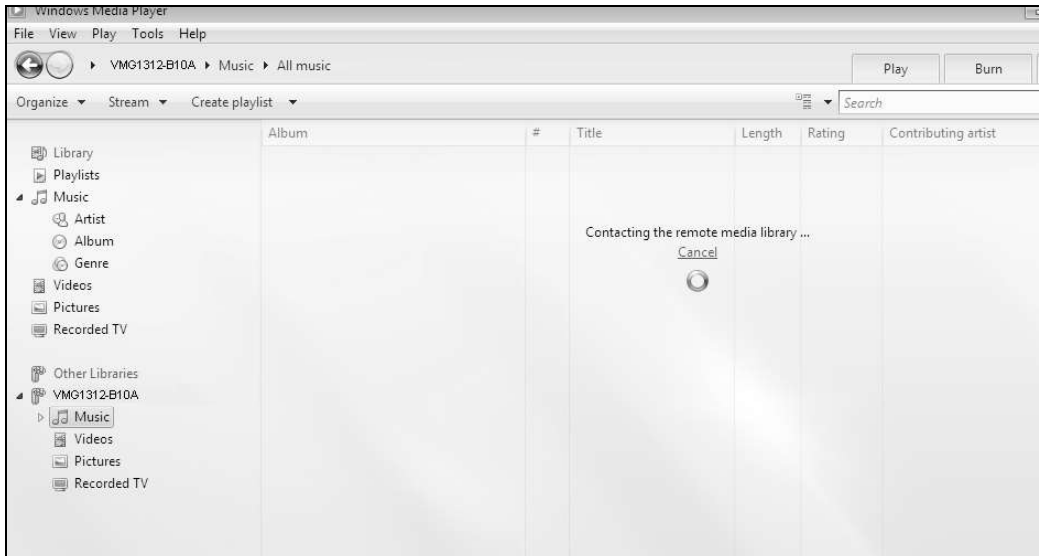 Windows Media Player
File View Play Tools Help
VMG1312-B10A Music All music
Play Burn
Organize Stream Create playlist Search
Album # Title Length Rating Contributing artist
Library
Playlists
Music
Artist
Album
Genre
Videos
Pictures
Recorded TV
Contacting the remote media library ...
Cancel
Other Libraries
VMG1312-B10A
Music
Videos
Pictures
Recorded TV